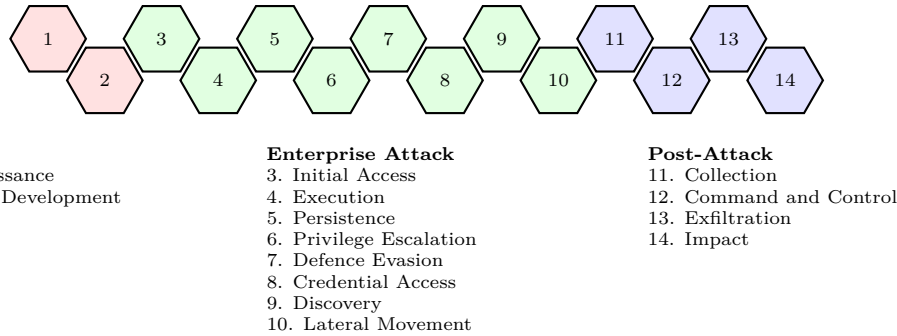 1 3 5 7 9 11 13
2 4 6 8 10 12 14
Development
Enterprise Attack
3. Initial Access
4. Execution
5. Persistence
6. Privilege Escalation
7. Defence Evasion
8. Credential Access
9. Discovery
10. Lateral Movement
Post-Attack
11. Collection
12. Command and Control
13. Exfiltration
14. Impact